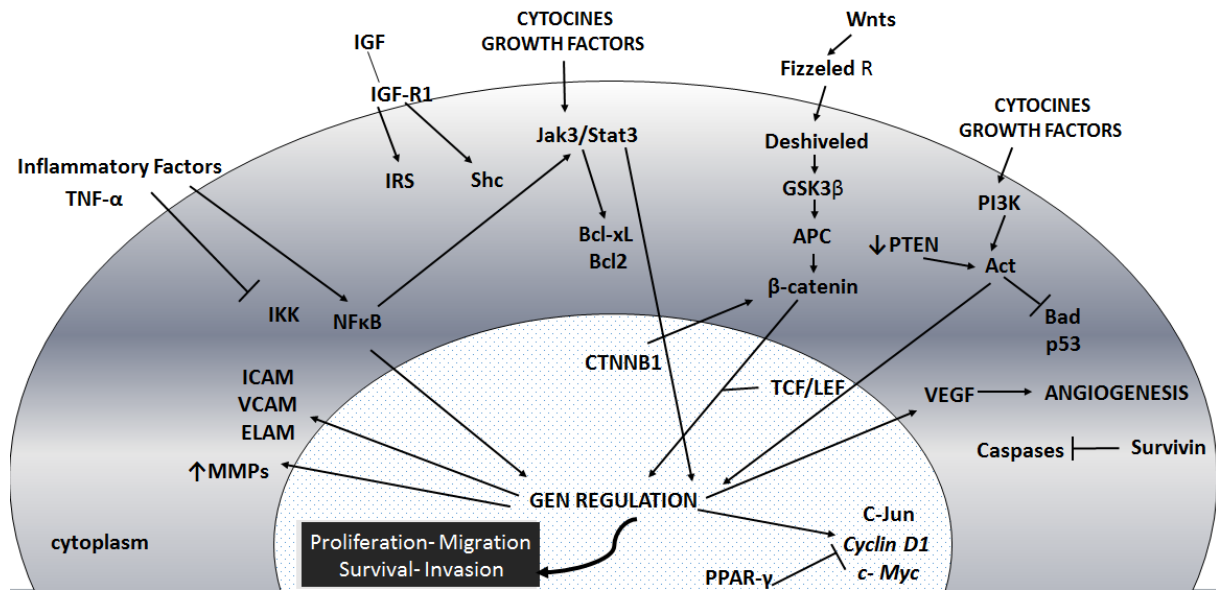 CYTOCINES
GROWTH FACTORS
Wnts
IGF
Fizzeled R
IGF-R1
CYTOCINES
GROWTH FACTORS
Jak3/Stat3
Deshiveled
Inflammatory Factors
TNF-α
IRS
Shc
GSK3β
PI3K
Bcl-xL
Bcl2
APC
↓PTEN
Act
β-catenin
IKK
NFκB
Bad
p53
CTNNB1
ICAM
VCAM
ELAM
TCF/LEF
VEGF
ANGIOGENESIS
Caspases
Survivin
↑MMPs
GEN REGULATION
C-Jun
Cyclin D1
c- Myc
cytoplasm
Proliferation- Migration
Survival- Invasion
PPAR-γ